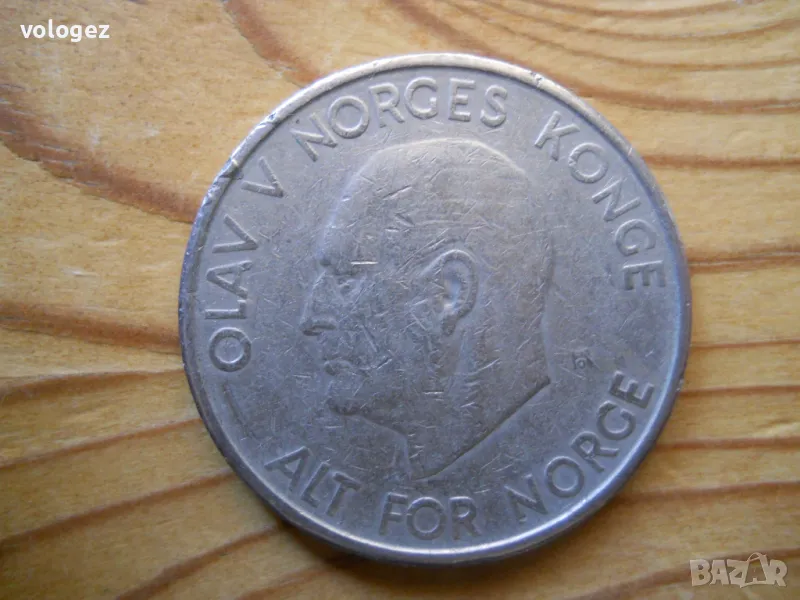 vologez
OLAV V NORGES KONGE
ALT FOR NORGE
BAZAR